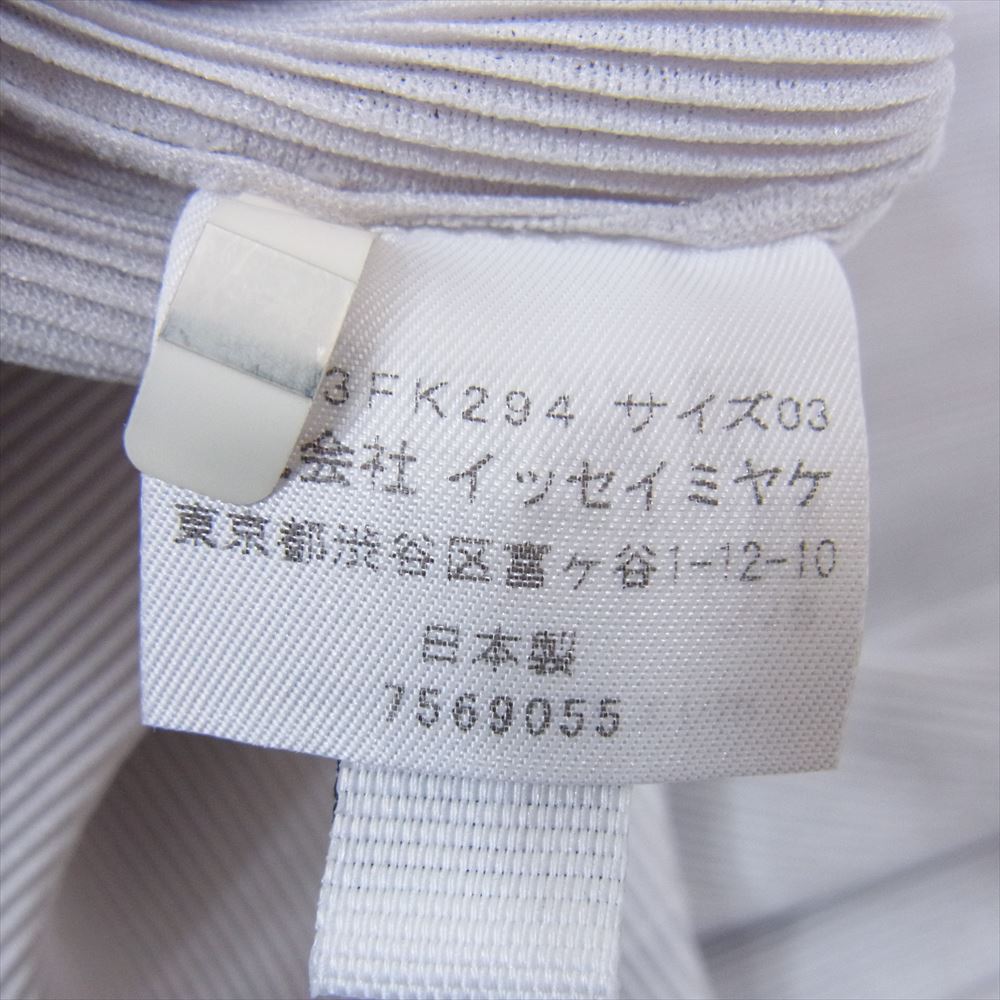 3FK294 サイズ03
会社 イッセイミヤケ
東京都渋谷区富ヶ谷1-12-10
日本製
7569055